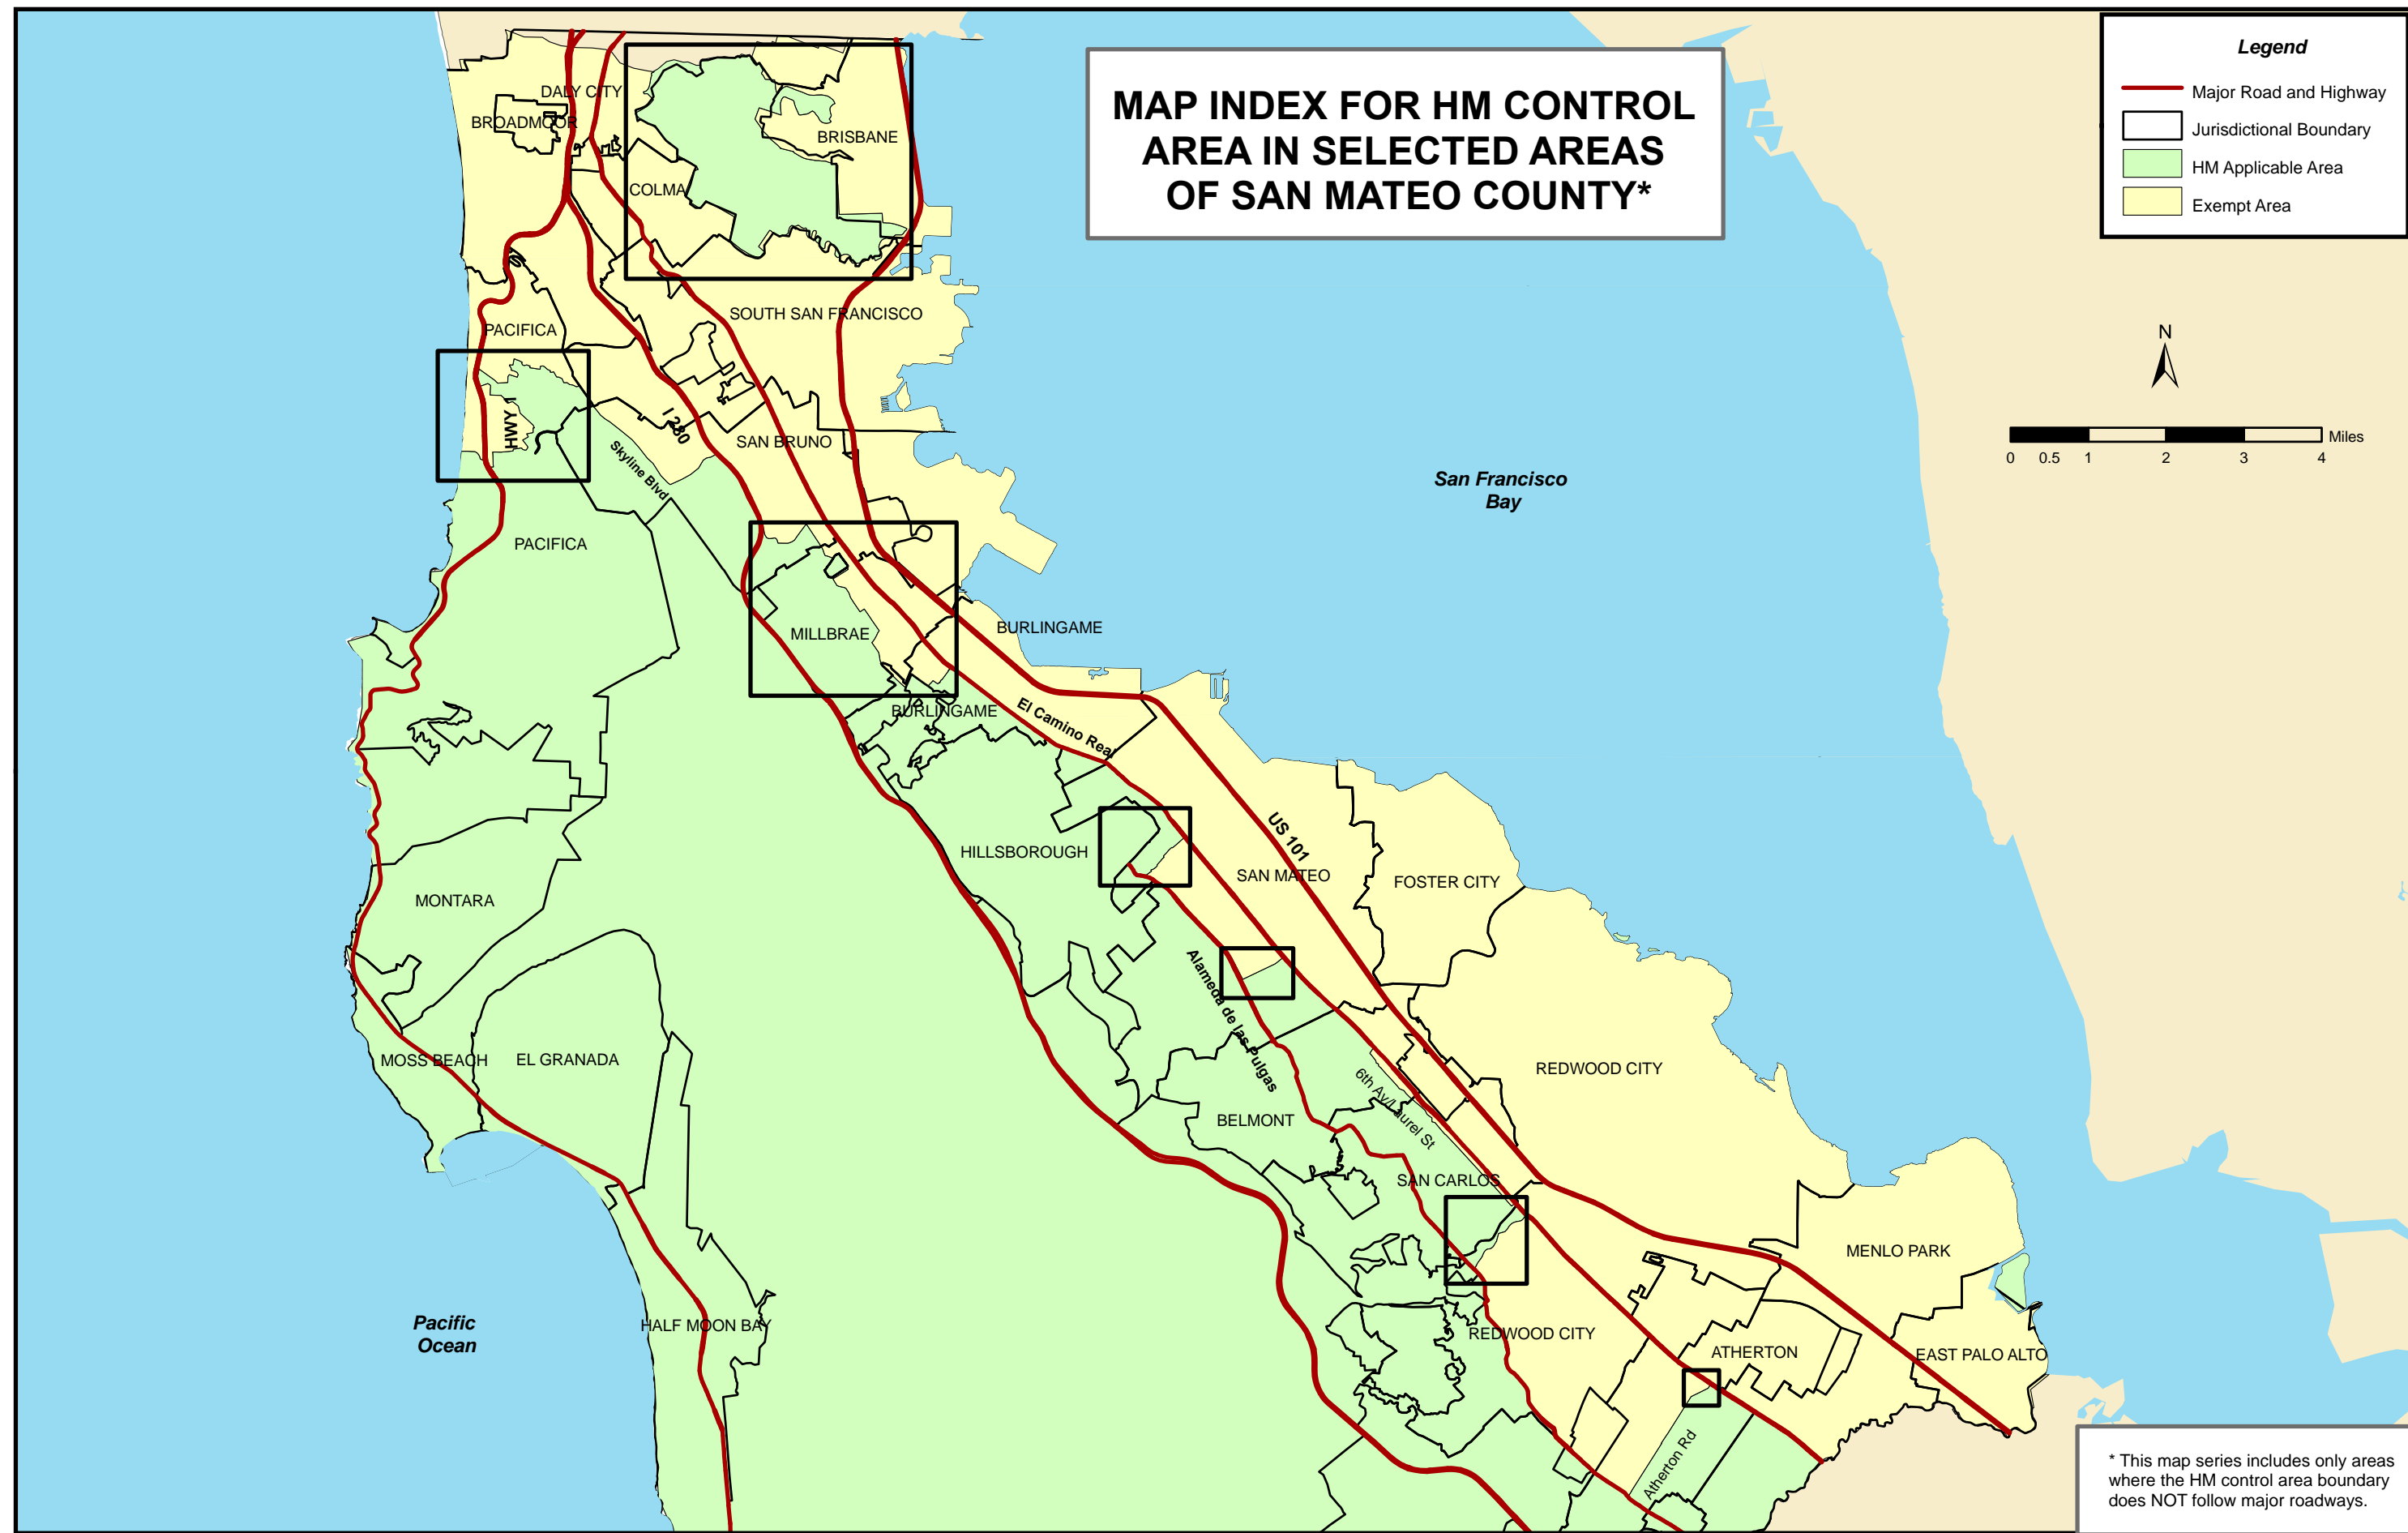 MAP INDEX FOR HM CONTROL
AREA IN SELECTED AREAS
OF SAN MATEO COUNTY*
Legend
Major Road and Highway
Jurisdictional Boundary
HM Applicable Area
Exempt Area
N
Miles
0 0.5 1 2 3 4
DALY CITY
BROADMOOR
BRISBANE
COLMA
SOUTH SAN FRANCISCO
PACIFICA
HWY 1
I 280
SAN BRUNO
Skyline Blvd
San Francisco
Bay
PACIFICA
MILLBRAE
BURLINGAME
BURLINGAME
El Camino Real
US 101
HILLSBOROUGH
SAN MATEO
FOSTER CITY
MONTARA
Alameda de las Pulgas
MOSS BEACH
EL GRANADA
REDWOOD CITY
6th Av/Laurel St
BELMONT
SAN CARLOS
MENLO PARK
Pacific
Ocean
HALF MOON BAY
REDWOOD CITY
ATHERTON
EAST PALO ALTO
Atherton Rd
* This map series includes only areas
where the HM control area boundary
does NOT follow major roadways.